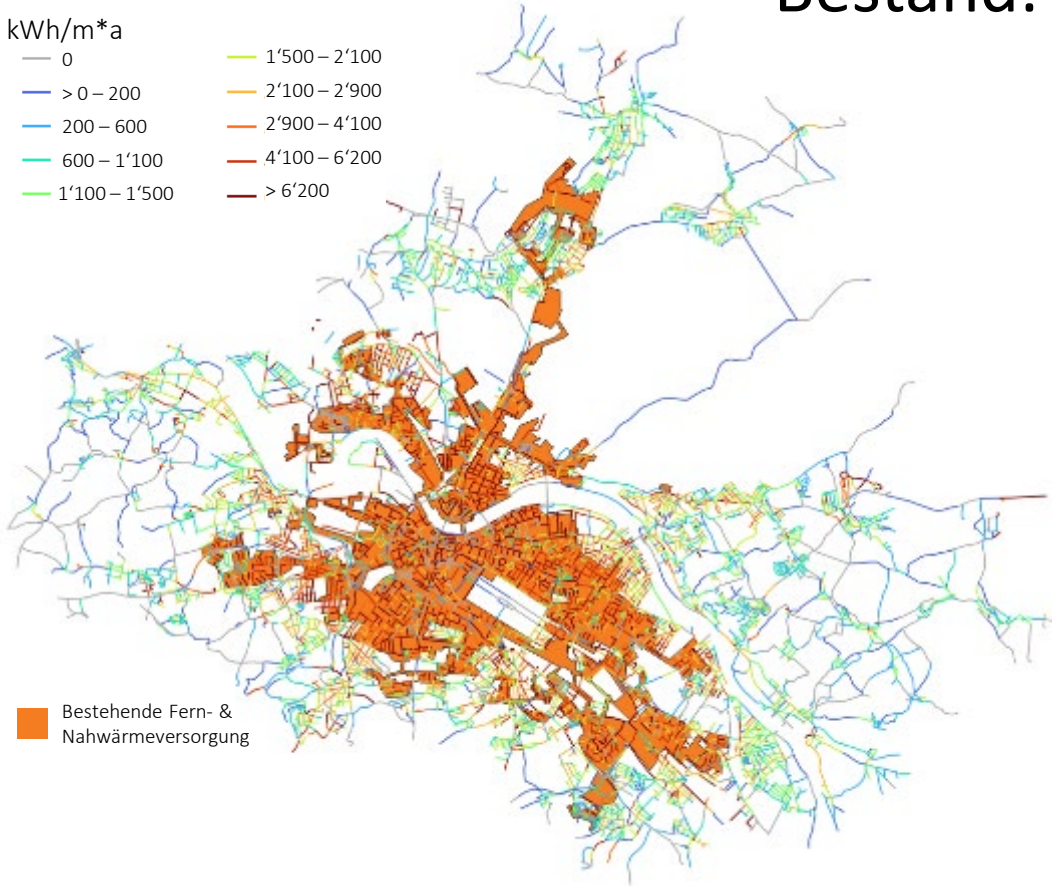 Bestand:
kWh/m*a
0
> 0 – 200
200 – 600
600 – 1‘100
1‘100 – 1‘500
1‘500 – 2‘100
2‘100 – 2‘900
2‘900 – 4‘100
4‘100 – 6‘200
> 6‘200
Bestehende Fern- &
Nahwärmeversorgung